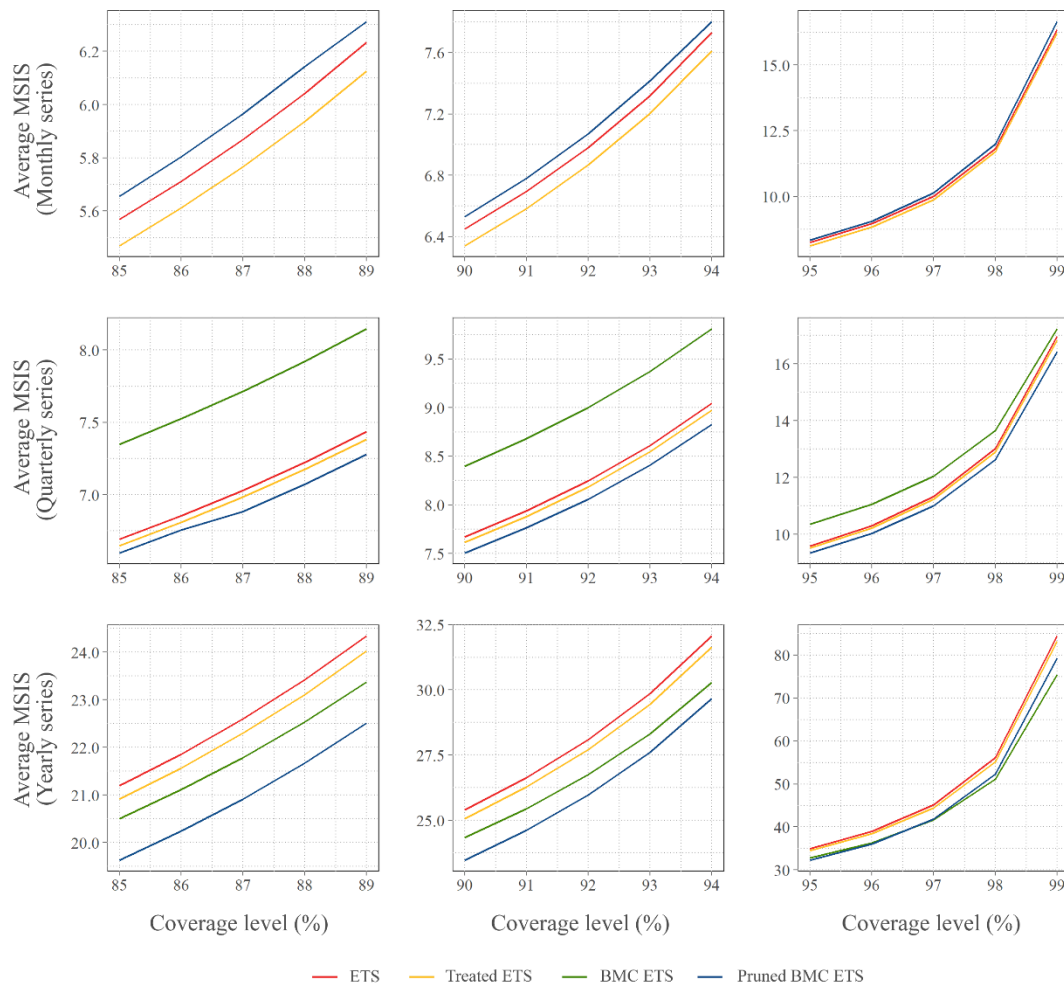 Average MSIS
(Monthly series)
6.2
6.0
5.8
5.6
85 86 87 88 89
7.6
7.2
6.8
6.4
90 91 92 93 94
15.0
12.5
10.0
95 96 97 98 99
Average MSIS
(Quarterly series)
8.0
7.5
7.0
85 86 87 88 89
9.5
9.0
8.5
8.0
7.5
90 91 92 93 94
16
14
12
10
95 96 97 98 99
Average MSIS
(Yearly series)
24.0
23.0
22.0
21.0
20.0
85 86 87 88 89
32.5
30.0
27.5
25.0
90 91 92 93 94
80
70
60
50
40
30
95 96 97 98 99
Coverage level (%) Coverage level (%) Coverage level (%)
ETS Treated ETS BMC ETS Pruned BMC ETS